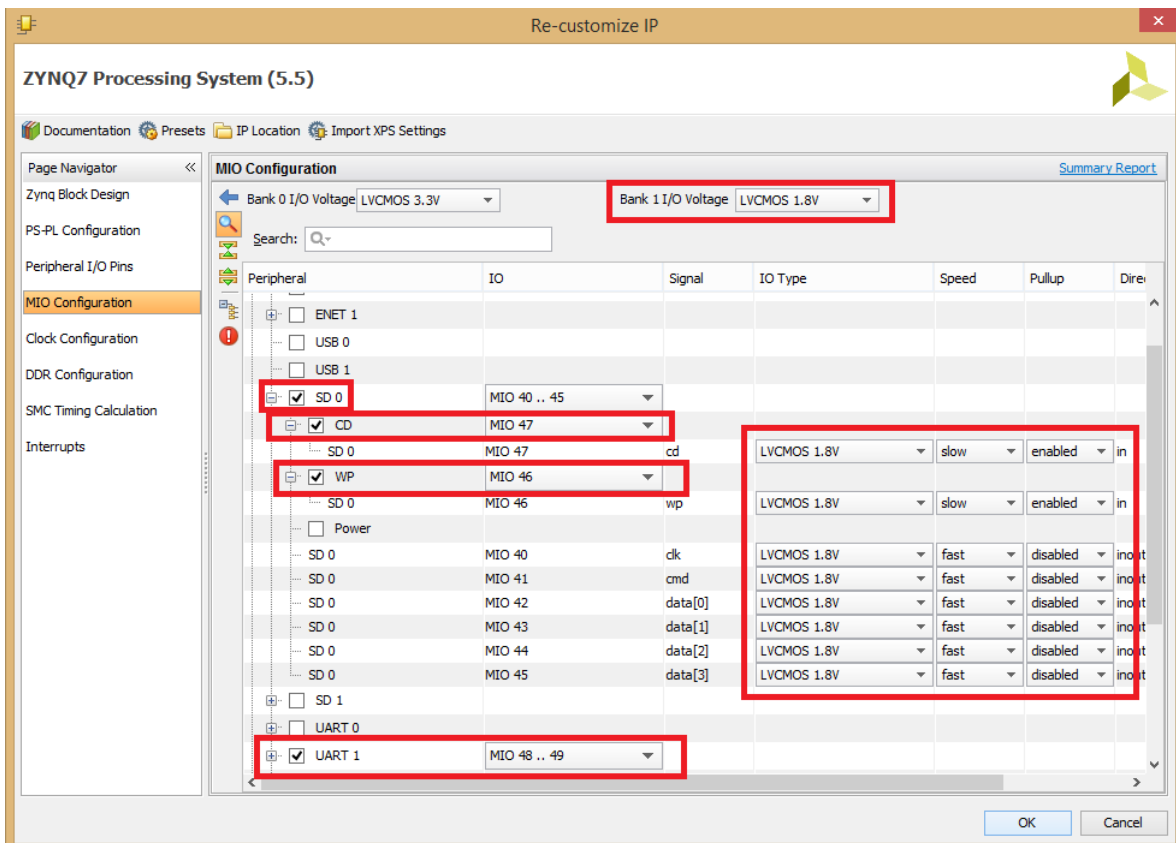 Re-customize IP
ZYNQ7 Processing System (5.5)
Documentation Presets IP Location Import XPS Settings
Page Navigator «
Zynq Block Design
PS-PL Configuration
Peripheral I/O Pins
MIO Configuration
Clock Configuration
DDR Configuration
SMC Timing Calculation
Interrupts
MIO Configuration Summary Report
Bank 0 I/O Voltage LVCMOS 3.3V Bank 1 I/O Voltage LVCMOS 1.8V
Search:
Peripheral IO Signal IO Type Speed Pullup Direc
ENET 1
USB 0
USB 1
SD 0 MIO 40 .. 45
CD MIO 47
SD 0 MIO 47 cd LVCMOS 1.8V slow enabled in
WP MIO 46
SD 0 MIO 46 wp LVCMOS 1.8V slow enabled in
Power
SD 0 MIO 40 clk LVCMOS 1.8V fast disabled inout
SD 0 MIO 41 cmd LVCMOS 1.8V fast disabled inout
SD 0 MIO 42 data[0] LVCMOS 1.8V fast disabled inout
SD 0 MIO 43 data[1] LVCMOS 1.8V fast disabled inout
SD 0 MIO 44 data[2] LVCMOS 1.8V fast disabled inout
SD 0 MIO 45 data[3] LVCMOS 1.8V fast disabled inout
SD 1
UART 0
UART 1 MIO 48 .. 49
OK Cancel